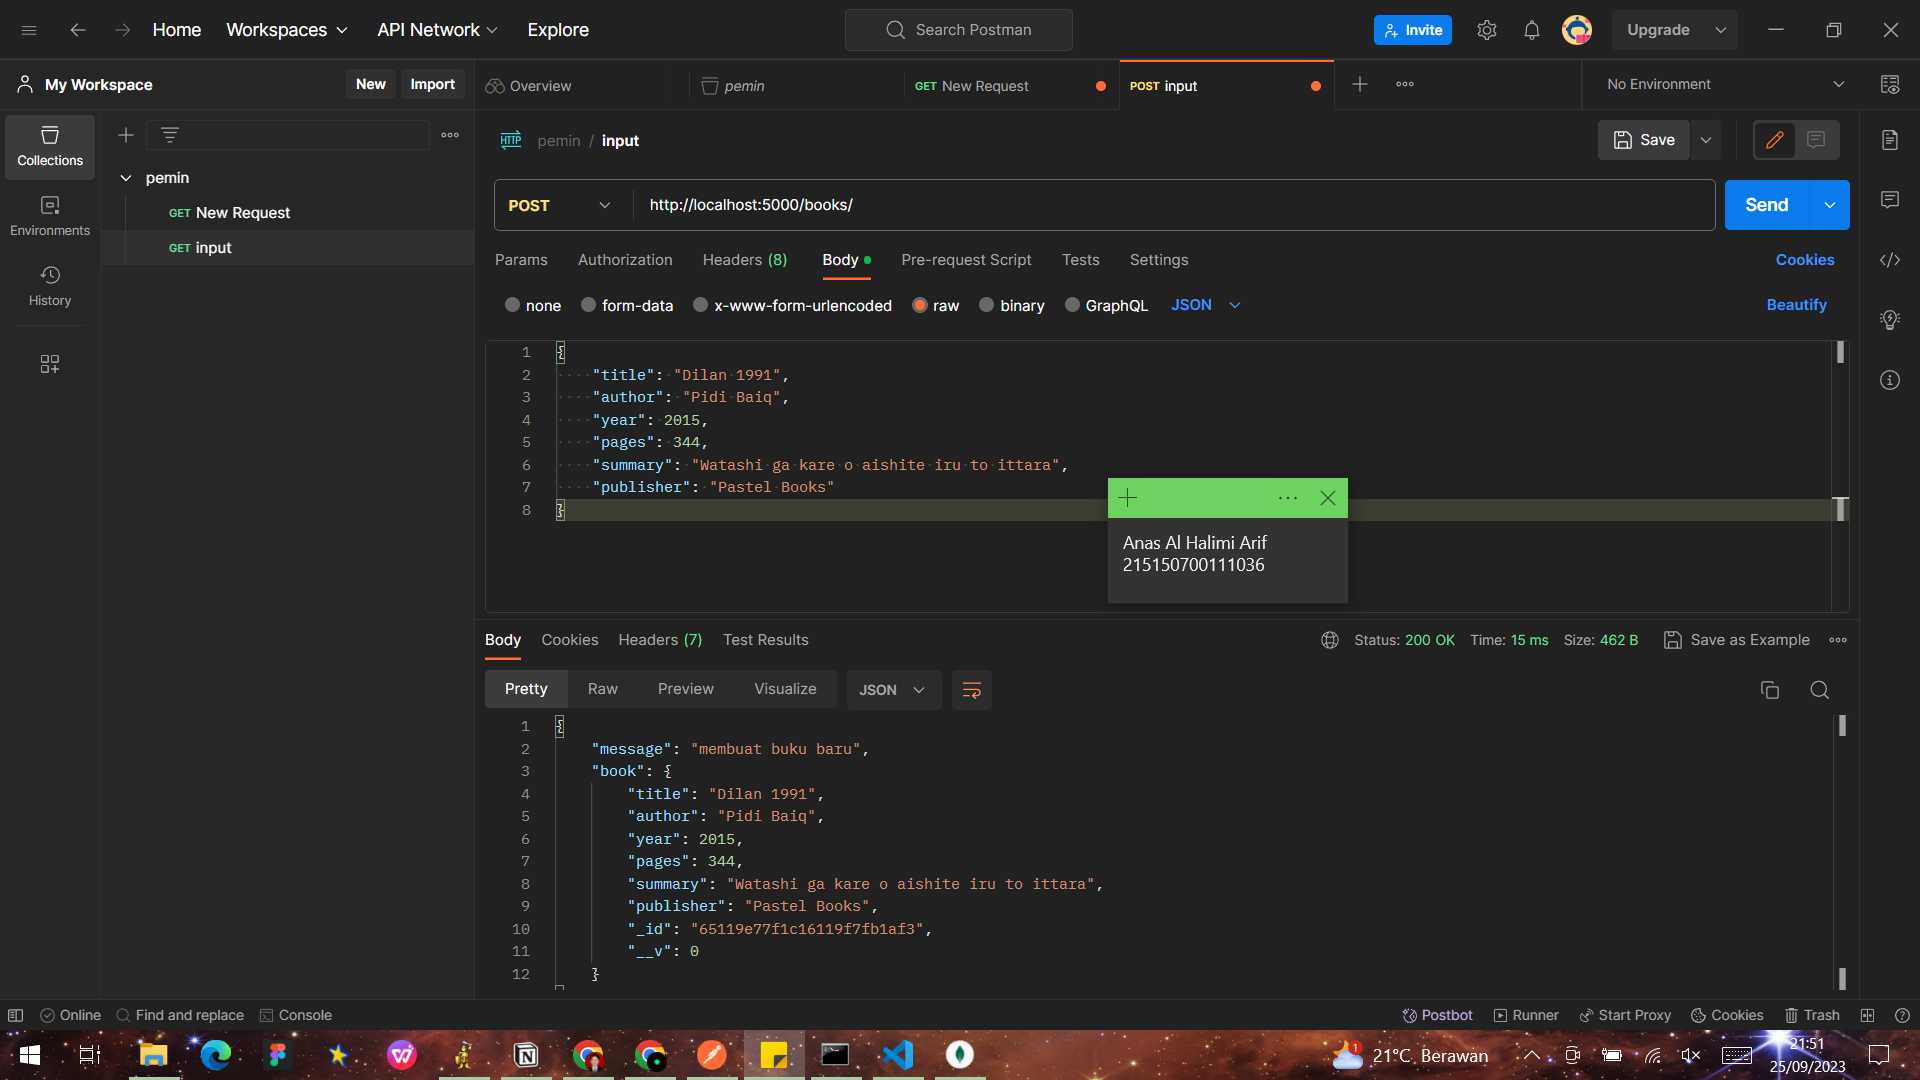 Home Workspaces API Network Explore Search Postman Invite Upgrade
My Workspace New Import Overview pemin GET New Request POST input No Environment
Collections
Environments
History
pemin
GET New Request
GET input
HTTP pemin / input Save
POST http://localhost:5000/books/ Send
Params Authorization Headers (8) Body Pre-request Script Tests Settings Cookies
none form-data x-www-form-urlencoded raw binary GraphQL JSON Beautify
1 {
2 "title": "Dilan 1991",
3 "author": "Pidi Baiq",
4 "year": 2015,
5 "pages": 344,
6 "summary": "Watashi ga kare o aishite iru to ittara",
7 "publisher": "Pastel Books"
8 }
Anas Al Halimi Arif
215150700111036
Body Cookies Headers (7) Test Results Status: 200 OK Time: 15 ms Size: 462 B Save as Example
Pretty Raw Preview Visualize JSON
1 {
2 "message": "membuat buku baru",
3 "book": {
4 "title": "Dilan 1991",
5 "author": "Pidi Baiq",
6 "year": 2015,
7 "pages": 344,
8 "summary": "Watashi ga kare o aishite iru to ittara",
9 "publisher": "Pastel Books",
10 "_id": "65119e77f1c16119f7fb1af3",
11 "__v": 0
12 }
Online Find and replace Console Postbot Runner Start Proxy Cookies Trash
1 21°C Berawan 21:51
25/09/2023